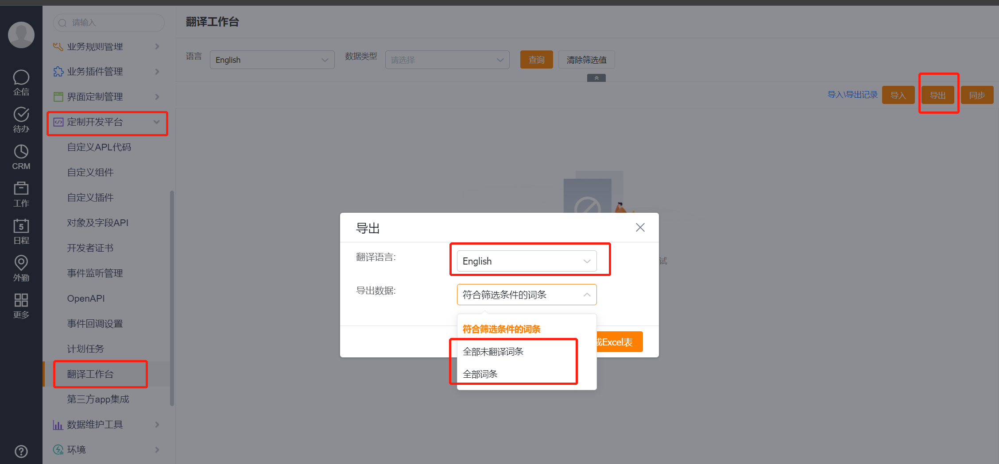 企信
待办
CRM
工作
5
日程
外勤
更多
请输入
业务规则管理
业务插件管理
界面定制管理
定制开发平台
自定义APL代码
自定义组件
自定义插件
对象及字段API
开发者证书
事件监听管理
OpenAPI
事件回调设置
计划任务
翻译工作台
第三方app集成
数据维护工具
环境
翻译工作台
语言
English
数据类型
请选择
查询
清除筛选值
导入\导出记录
导入
导出
同步
试
导出
翻译语言:
English
导出数据:
符合筛选条件的词条
符合筛选条件的词条
全部未翻译词条
全部词条
成Excel表